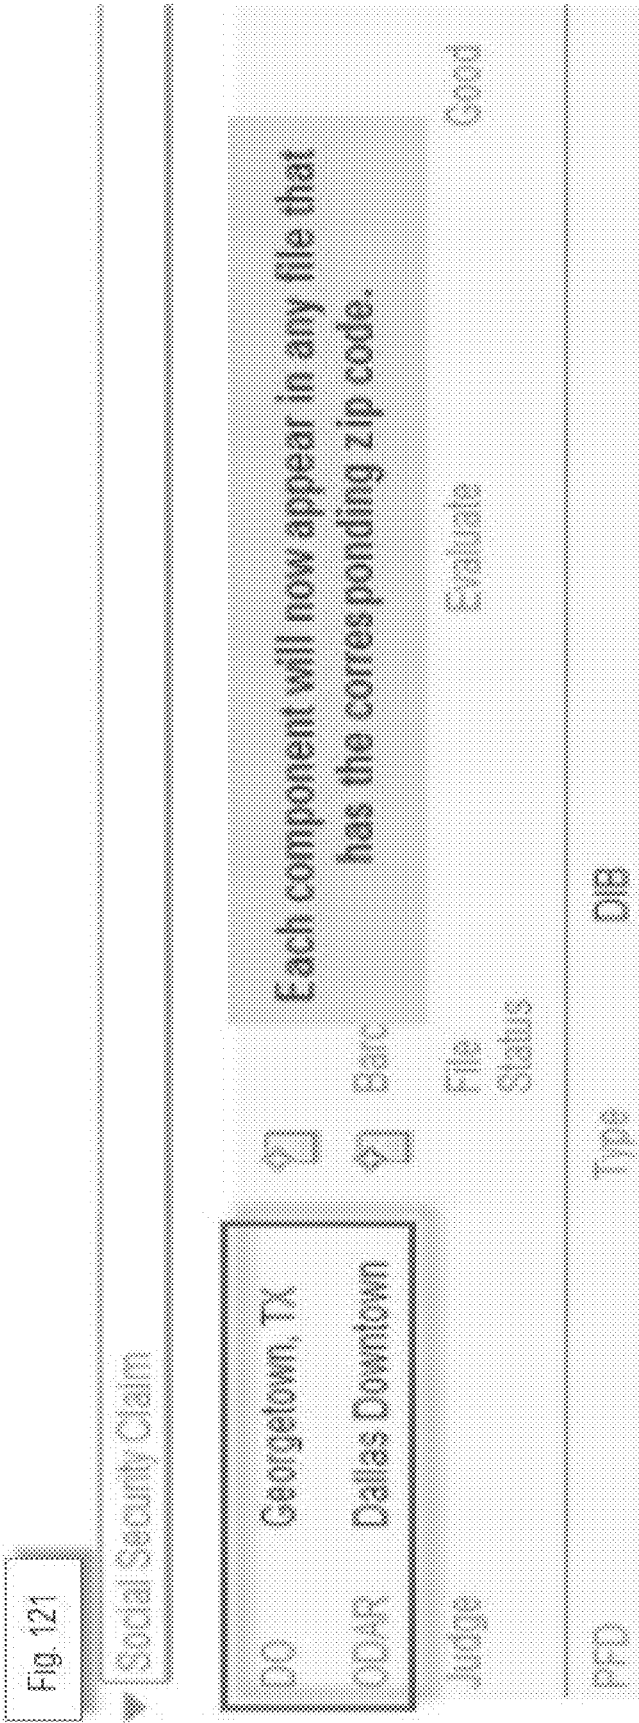 Fig. 121
Social Security Claim
DO Georgetown, TX
Each component will now appear in any file that
has the corresponding zip code.
ODAR Dallas Downtown Barc
Judge File Status Evaluate Good
PFD Type DIB